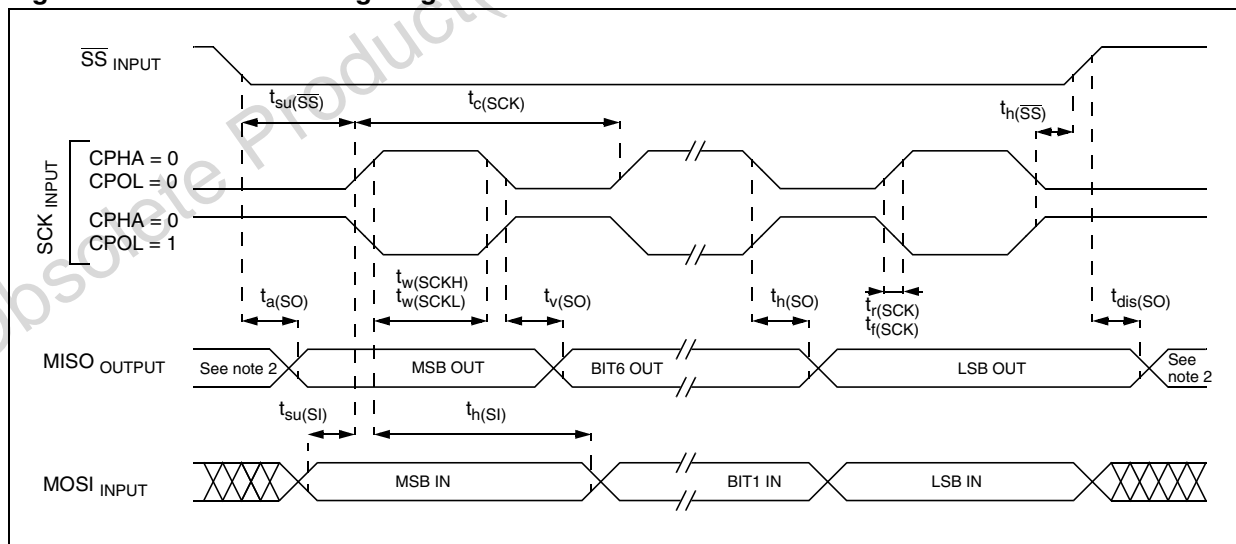 SS INPUT
tsu(SS)
tc(SCK)
th(SS)
SCK INPUT
CPHA = 0
CPOL = 0
CPHA = 0
CPOL = 1
ta(SO)
tw(SCKH)
tw(SCKL)
tv(SO)
th(SO)
tr(SCK)
tf(SCK)
tdis(SO)
MISO OUTPUT
See note 2
MSB OUT
BIT6 OUT
LSB OUT
See
note 2
tsu(SI)
th(SI)
MOSI INPUT
MSB IN
BIT1 IN
LSB IN
obsolete Product(